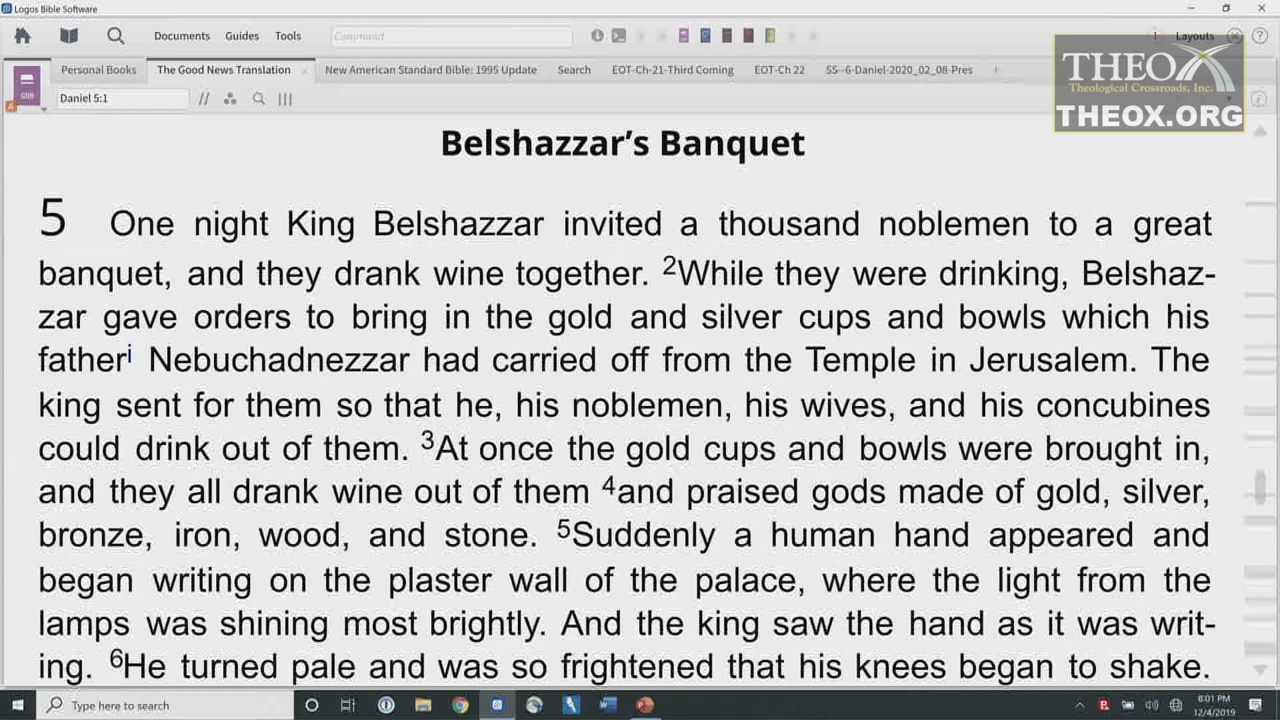 Logos Bible Software
Documents Guides Tools Command Layouts
Personal Books The Good News Translation New American Standard Bible: 1995 Update Search EOT-Ch-21-Third Coming EOT-Ch 22 SS--6-Daniel-2020_02_08-Pres
Daniel 5:1
THEOX
Theological Crossroads, Inc.
THEOX.ORG
Belshazzar's Banquet
5 One night King Belshazzar invited a thousand noblemen to a great
banquet, and they drank wine together. 2While they were drinking, Belshaz-
zar gave orders to bring in the gold and silver cups and bowls which his
fatheri Nebuchadnezzar had carried off from the Temple in Jerusalem. The
king sent for them so that he, his noblemen, his wives, and his concubines
could drink out of them. 3At once the gold cups and bowls were brought in,
and they all drank wine out of them 4and praised gods made of gold, silver,
bronze, iron, wood, and stone. 5Suddenly a human hand appeared and
began writing on the plaster wall of the palace, where the light from the
lamps was shining most brightly. And the king saw the hand as it was writ-
ing. 6He turned pale and was so frightened that his knees began to shake.
Type here to search
8:01 PM
12/4/2019